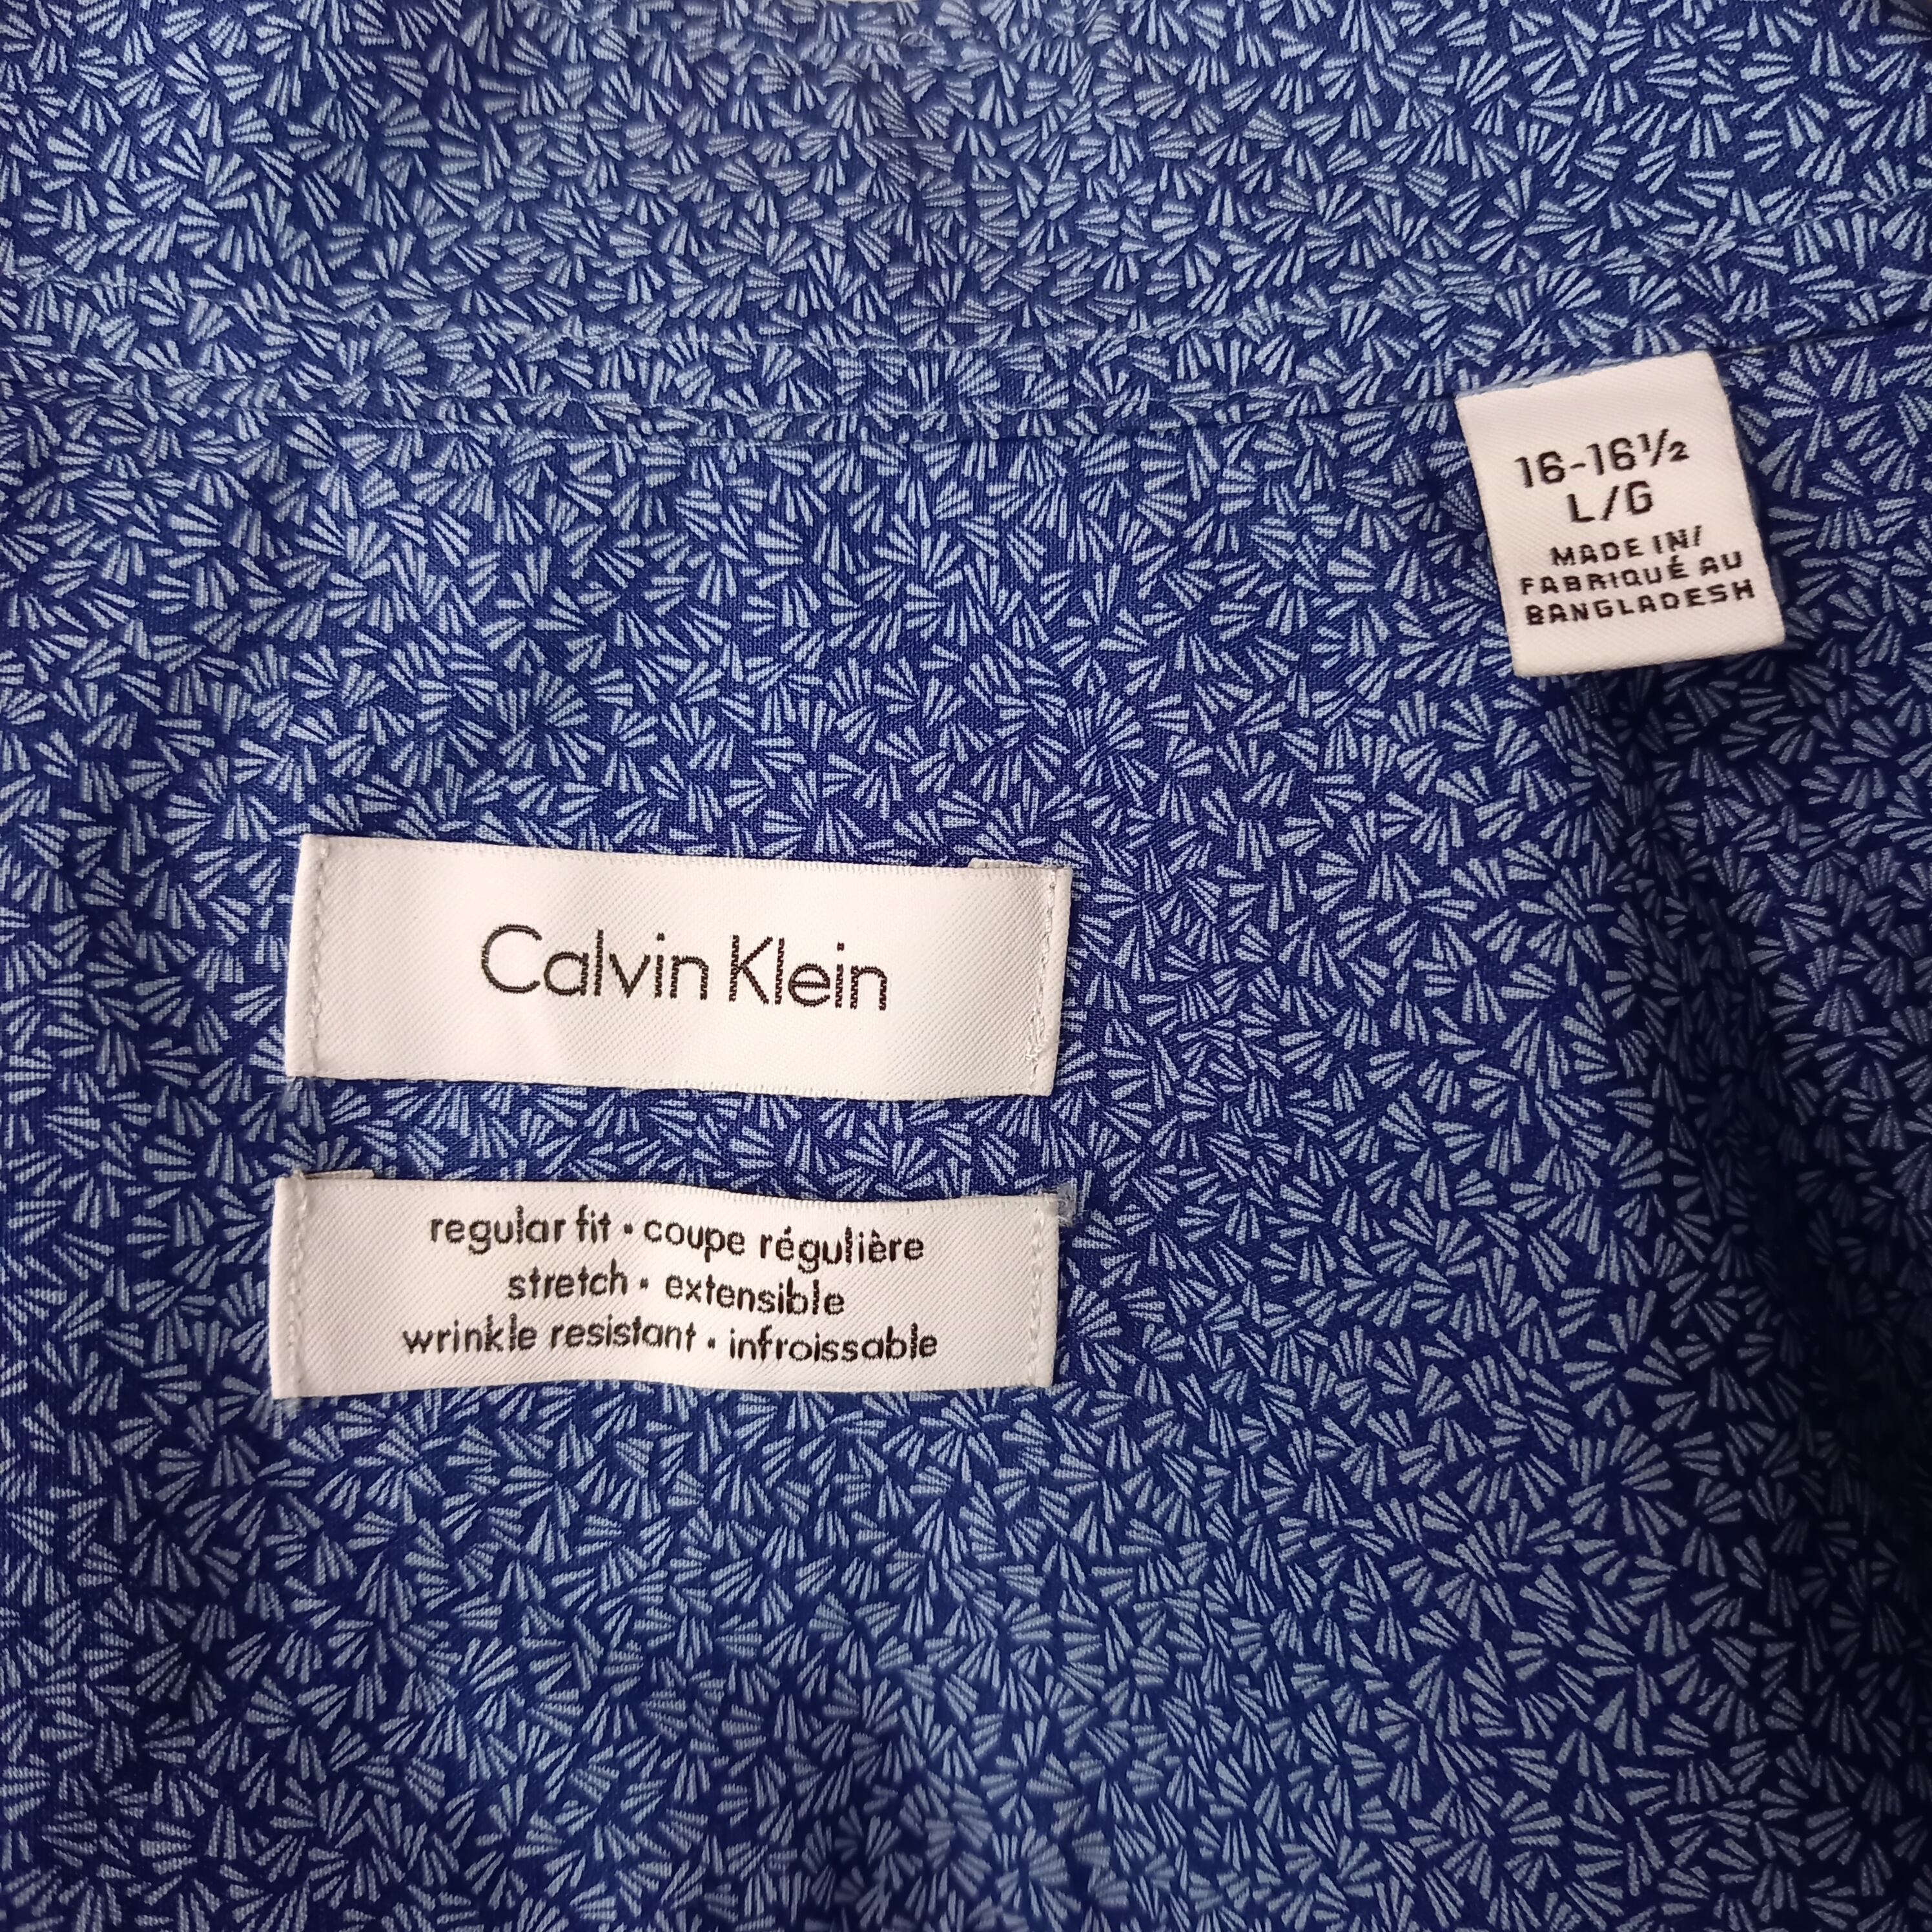 16-16½
L/G
MADE IN/
FABRIQUÉ AU
BANGLADESH
Calvin Klein
regular fit • coupe régulière
stretch • extensible
wrinkle resistant • infroissable